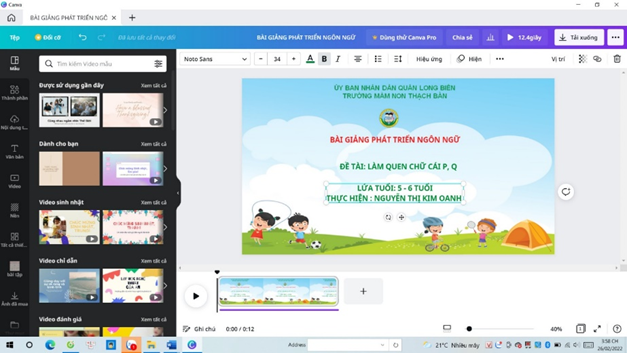 Canva
BÀI GIẢNG PHÁT TRIỂN NGÔN NGỮ
Tệp
Đổi cỡ
Đã lưu tất cả thay đổi
BÀI GIẢNG PHÁT TRIỂN NGÔN NGỮ
Dùng thử Canva Pro
Chia sẻ
12.4giây
Tải xuống
Mẫu
Thành phần
Nội dung t...
Văn bản
Video
Nền
Tất cả thiế...
bài tập
Ảnh đã mua
Tìm kiếm Video mẫu
Được sử dụng gần đây
Xem tất cả
Dành cho bạn
Xem tất cả
Video sinh nhật
Xem tất cả
Video chỉ dẫn
Xem tất cả
Video đánh giá
Xem tất cả
Noto Sans
34
A
B
I
Hiệu ứng
Hiện
Vị trí
ỦY BAN NHÂN DÂN QUẬN LONG BIÊN
TRƯỜNG MẦM NON THẠCH BÀN
BÀI GIẢNG PHÁT TRIỂN NGÔN NGỮ
ĐỀ TÀI: LÀM QUEN CHỮ CÁI P, Q
LỨA TUỔI: 5 - 6 TUỔI
THỰC HIỆN : NGUYỄN THỊ KIM OANH
Ghi chú
0:00 / 0:12
40%
Address
21°C Nhiều mây
3:58 CH
26/02/2022